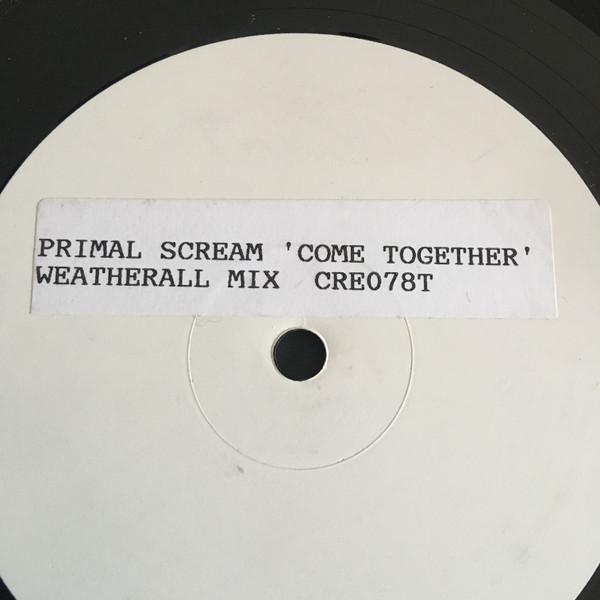 PRIMAL SCREAM 'COME TOGETHER'
WEATHERALL MIX  CRE078T